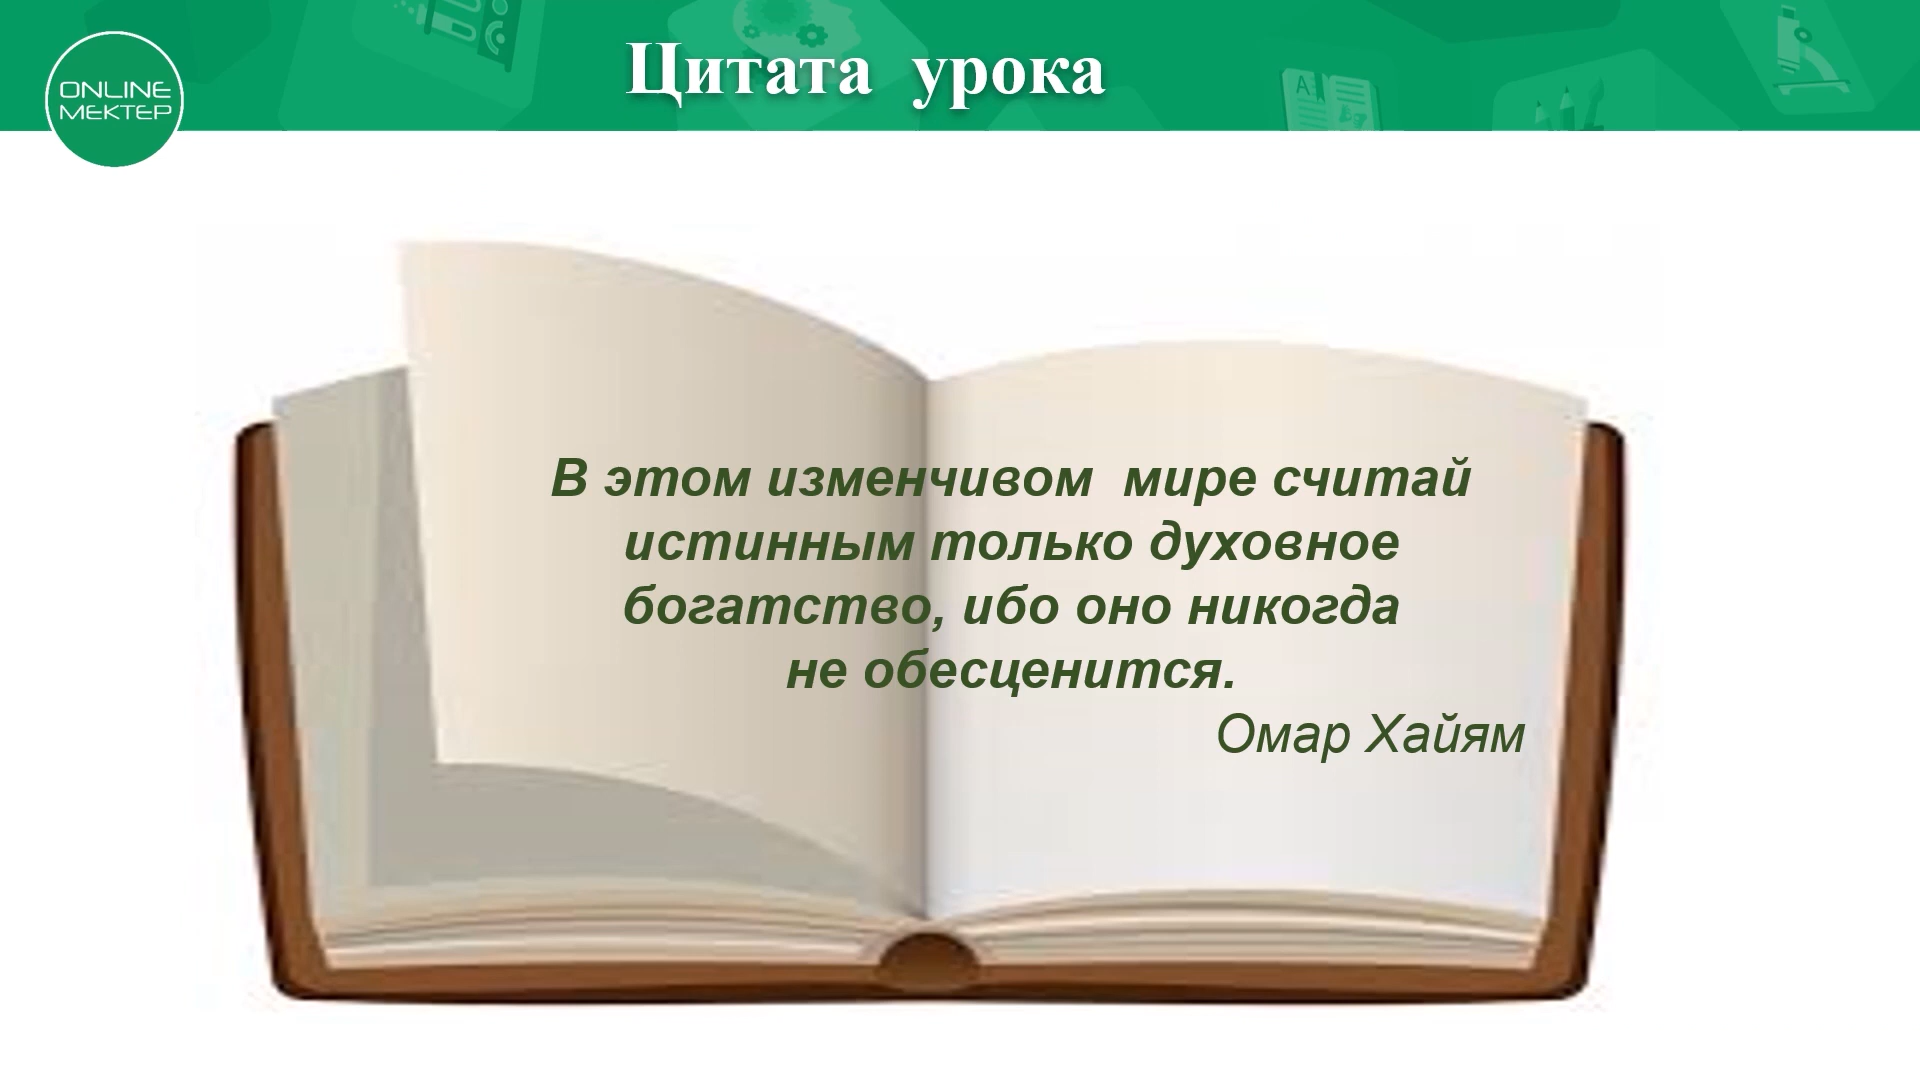 Цитата урока
ONLINE
MEKTEP
В этом изменчивом мире считай
истинным только духовное
богатство, ибо оно никогда
не обесценится.
Омар Хайям